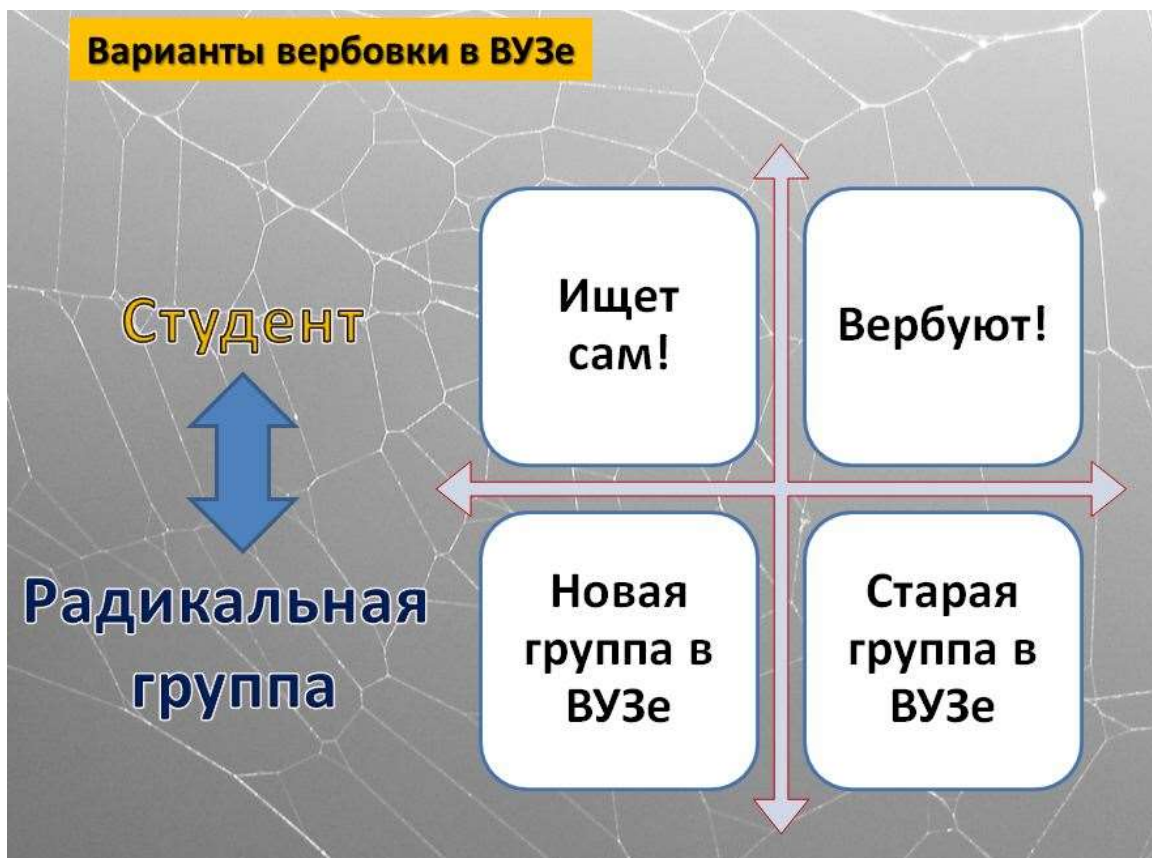 Варианты вербовки в ВУЗе
Студент
Радикальная
группа
Ищет
сам!
Вербуют!
Новая
группа в
ВУЗе
Старая
группа в
ВУЗе